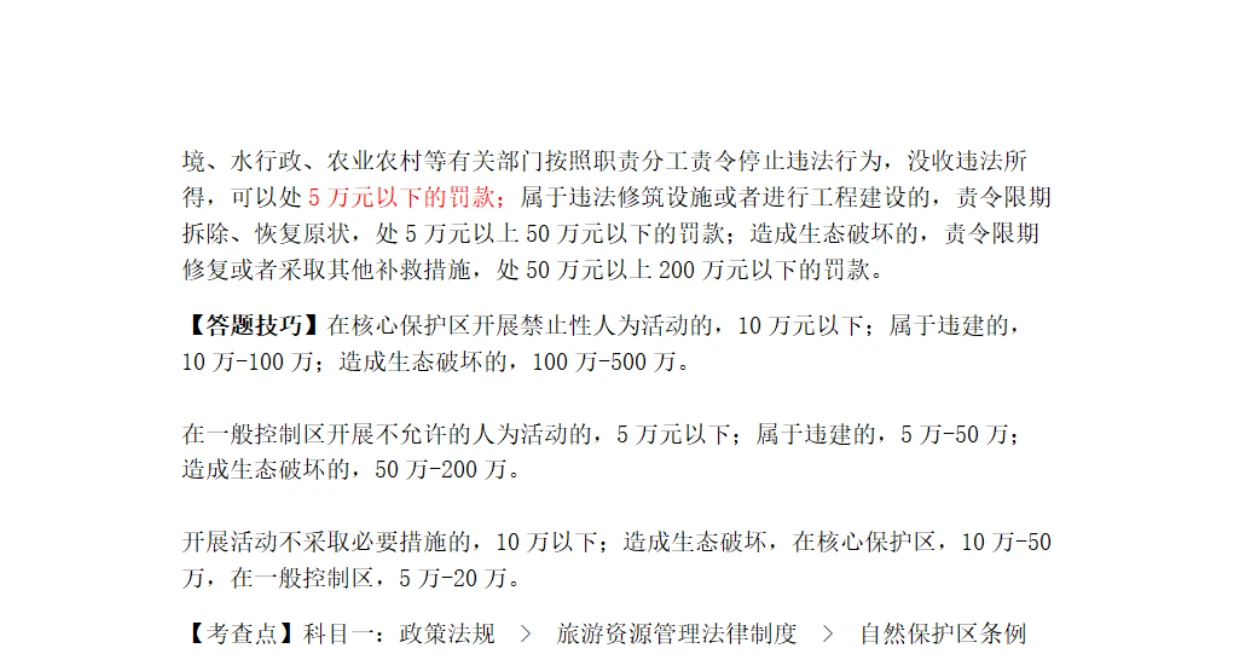 境、水行政、农业农村等有关部门按照职责分工责令停止违法行为，没收违法所
得，可以处 5 万元以下的罚款；属于违法修筑设施或者进行工程建设的，责令限期
拆除、恢复原状，处 5 万元以上 50 万元以下的罚款；造成生态破坏的，责令限期
修复或者采取其他补救措施，处 50 万元以上 200 万元以下的罚款。
【答题技巧】在核心保护区开展禁止性人为活动的，10 万元以下；属于违建的，
10 万-100 万；造成生态破坏的，100 万-500 万。
在一般控制区开展不允许的人为活动的，5 万元以下；属于违建的，5 万-50 万；
造成生态破坏的，50 万-200 万。
开展活动不采取必要措施的，10 万以下；造成生态破坏，在核心保护区，10 万-50
万，在一般控制区，5 万-20 万。
【考查点】科目一：政策法规 > 旅游资源管理法律制度 > 自然保护区条例